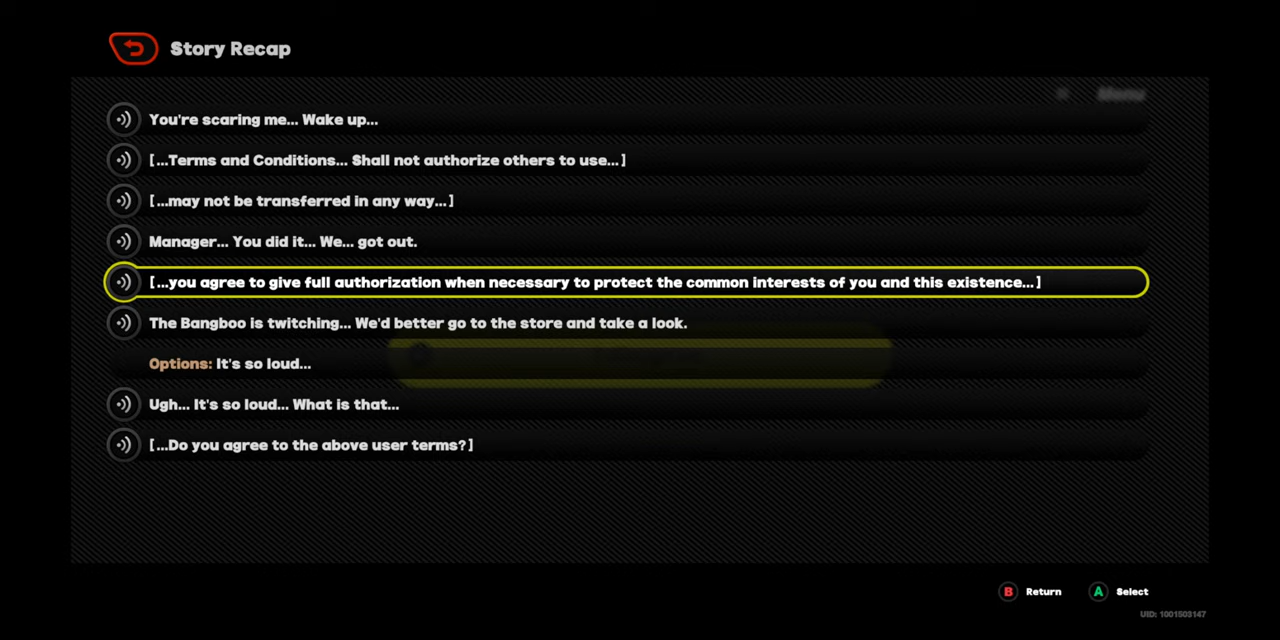 Story Recap
Menu
You're scaring me... Wake up...
[...Terms and Conditions... Shall not authorize others to use...]
[...may not be transferred in any way...]
Manager... You did it... We... got out.
[...you agree to give full authorization when necessary to protect the common interests of you and this existence...]
The Bangboo is twitching... We'd better go to the store and take a look.
Options: It's so loud...
Ugh... It's so loud... What is that...
[...Do you agree to the above user terms?]
B Return A Select
UID: 1001503147